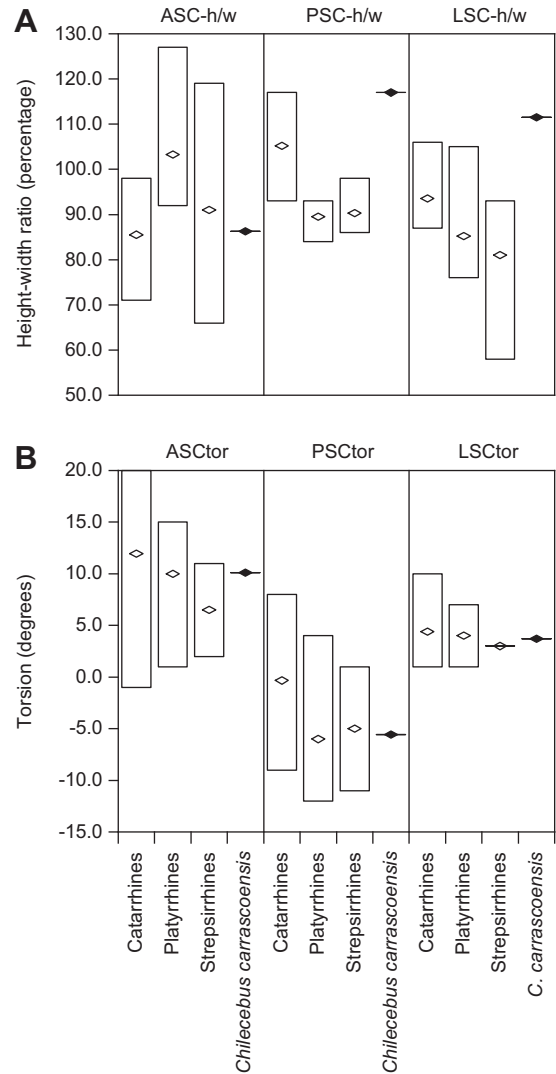 A
ASC-h/w PSC-h/w LSC-h/w
Height-width ratio (percentage)
130.0
120.0
110.0
100.0
90.0
80.0
70.0
60.0
50.0
B
ASCtor PSCtor LSCtor
Torsion (degrees)
20.0
15.0
10.0
5.0
0.0
-5.0
-10.0
-15.0
Catarrhines
Platyrrhines
Strepsirrhines
Chilecebus carrascoensis
Catarrhines
Platyrrhines
Strepsirrhines
Chilecebus carrascoensis
Catarrhines
Platyrrhines
Strepsirrhines
C. carrascoensis